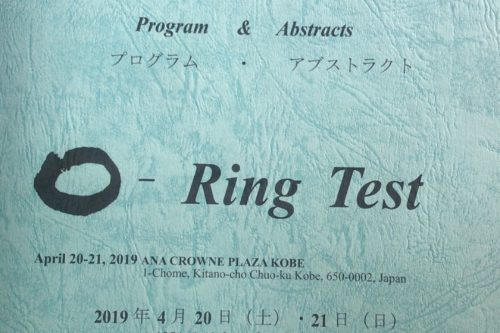 Program & Abstracts
プログラム ・ アブストラクト
O - Ring Test
April 20-21, 2019 ANA CROWNE PLAZA KOBE
1-Chome, Kitano-cho Chuo-ku Kobe, 650-0002, Japan
2019 年 4 月 20 日（土）・21 日（日）